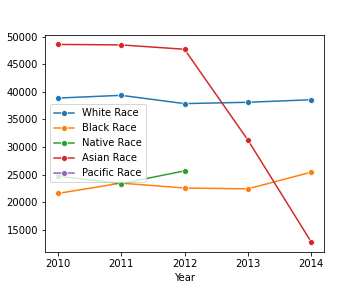 50000
45000
40000
35000
30000
25000
20000
15000
White Race
Black Race
Native Race
Asian Race
Pacific Race
2010 2011 2012 2013 2014
Year